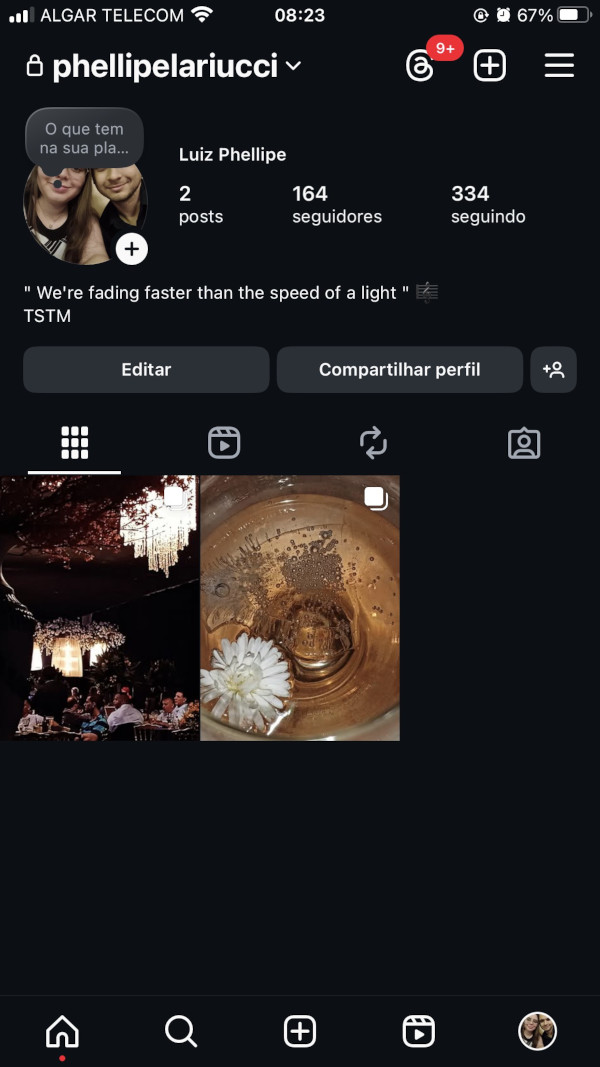 ALGAR TELECOM 08:23 67%
phellipelariucci 9+
O que tem
na sua pla...
Luiz Phellipe
2 164 334
posts seguidores seguindo
" We're fading faster than the speed of a light " 🎼
TSTM
Editar Compartilhar perfil